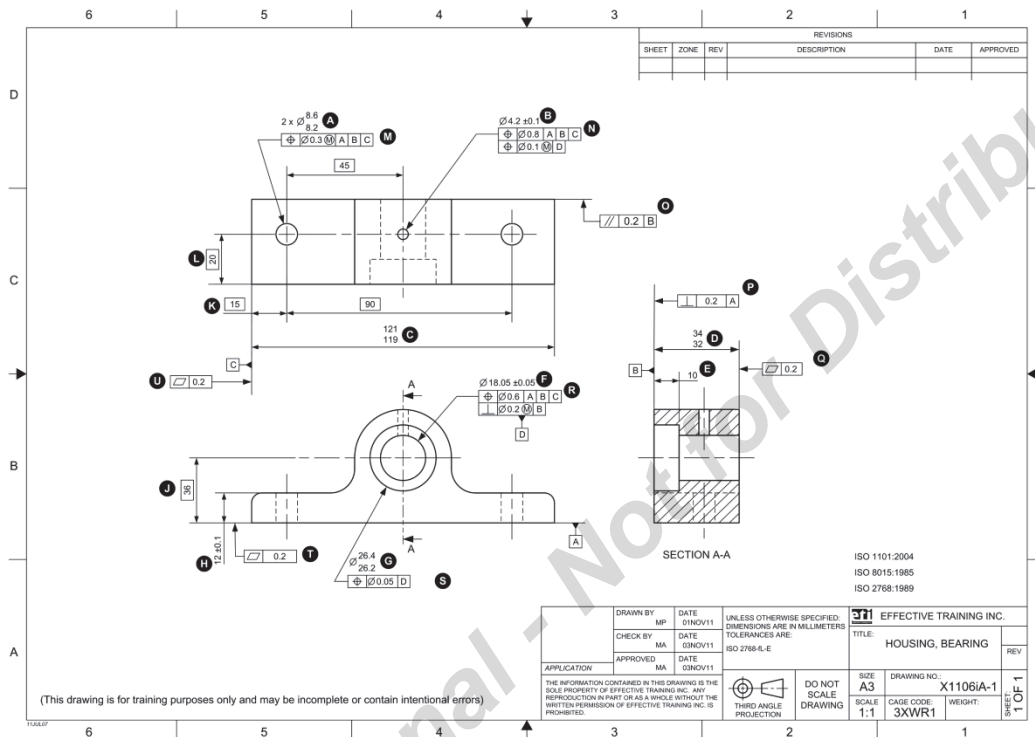 6 5 4 3 2 1
REVISIONS
SHEET ZONE REV DESCRIPTION DATE APPROVED
D
8.6
2 x Ø A
8.2
⌖ Ø0.3 Ⓜ A B C M
Ø4.2 ±0.1 B
⌖ Ø0.8 A B C N
⌖ Ø0.1 Ⓜ D
45
// 0.2 B O
L 20
C
K 15 90
121
119 C
C
U ⏥ 0.2
⟂ 0.2 A P
34
32 D
B 10 E
⏥ 0.2 Q
A
Ø18.05 ±0.05 F
⌖ Ø0.6 A B C R
⟂ Ø0.2 Ⓜ B
D
B
J 36
H 12 ±0.1
⏥ 0.2 T
A
Ø 26.4
26.2 G
⌖ Ø0.05 D S
A
SECTION A-A
ISO 1101:2004
ISO 8015:1985
ISO 2768:1989
A
APPLICATION
DRAWN BY
MP
DATE
01NOV11
CHECK BY
MA
DATE
03NOV11
APPROVED
MA
DATE
03NOV11
UNLESS OTHERWISE SPECIFIED:
DIMENSIONS ARE IN MILLIMETERS
TOLERANCES ARE:
ISO 2768-fL-E
eti EFFECTIVE TRAINING INC.
TITLE:
HOUSING, BEARING
REV
THE INFORMATION CONTAINED IN THIS DRAWING IS THE
SOLE PROPERTY OF EFFECTIVE TRAINING INC. ANY
REPRODUCTION IN PART OR AS A WHOLE WITHOUT THE
WRITTEN PERMISSION OF EFFECTIVE TRAINING INC. IS
PROHIBITED.
THIRD ANGLE
PROJECTION
DO NOT
SCALE
DRAWING
SIZE
A3
DRAWING NO.:
X1106iA-1
SCALE
1:1
CAGE CODE:
3XWR1
WEIGHT:
SHEET:
1 OF 1
(This drawing is for training purposes only and may be incomplete or contain intentional errors)
11JUL07
6 5 4 3 2 1
nal - Not for Distribu